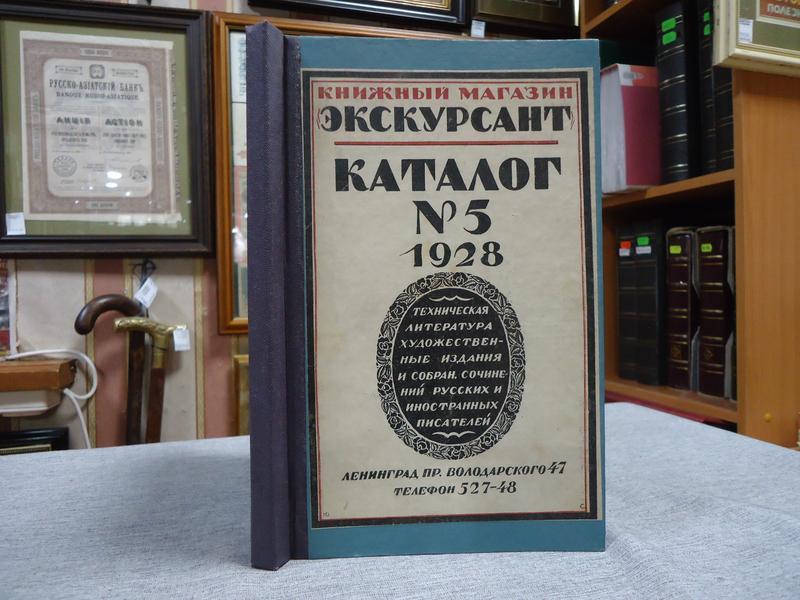 КНИЖНЫЙ МАГАЗИН
«ЭКСКУРСАНТ»
КАТАЛОГ
№5
1928
ТЕХНИЧЕСКАЯ
ЛИТЕРАТУРА
ХУДОЖЕСТВЕН-
НЫЕ ИЗДАНИЯ
И СОБРАН. СОЧИНЕ-
НИЙ РУССКИХ И
ИНОСТРАННЫХ
ПИСАТЕЛЕЙ
ЛЕНИНГРАД ПР. ВОЛОДАРСКОГО 47
ТЕЛЕФОН 527-48
РУССКО-АЗІАТСКІЙ БАНКЪ
BANQUE RUSSO-ASIATIQUE
АКЦІЯ ACTION